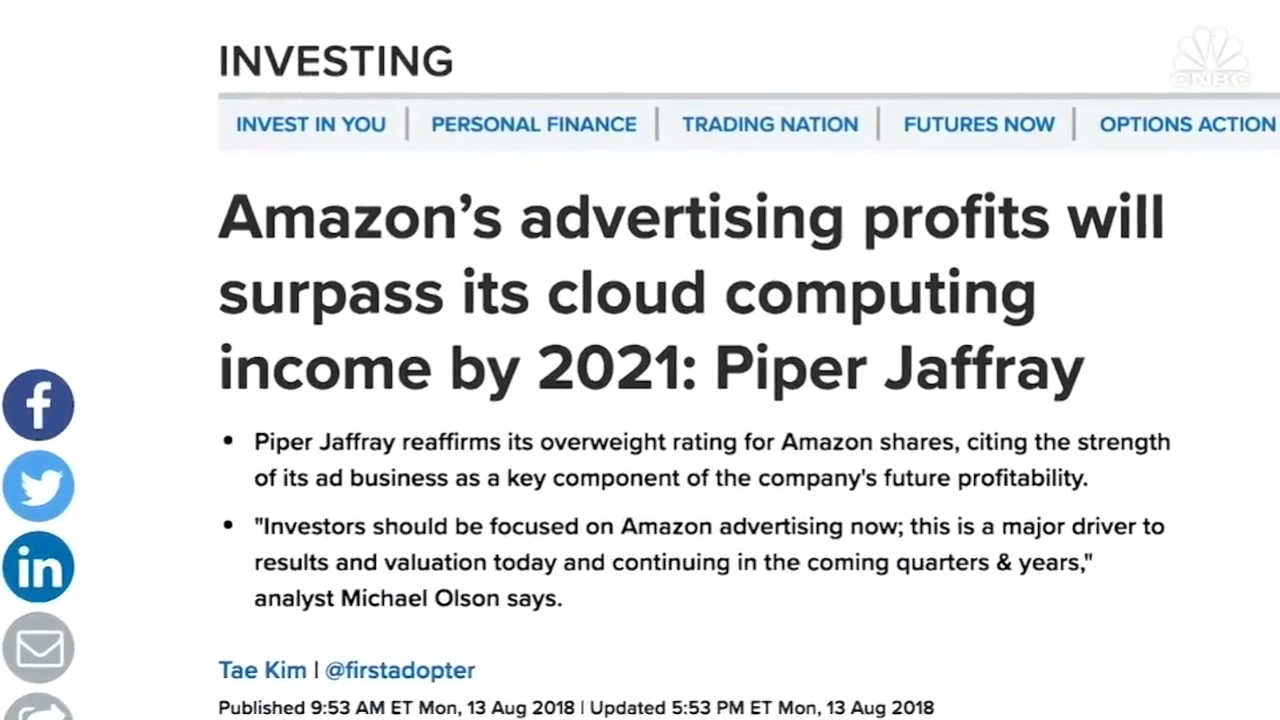 CNBC
INVESTING
INVEST IN YOU | PERSONAL FINANCE | TRADING NATION | FUTURES NOW | OPTIONS ACTION
Amazon’s advertising profits will
surpass its cloud computing
income by 2021: Piper Jaffray
• Piper Jaffray reaffirms its overweight rating for Amazon shares, citing the strength
of its ad business as a key component of the company's future profitability.
• "Investors should be focused on Amazon advertising now; this is a major driver to
results and valuation today and continuing in the coming quarters & years,"
analyst Michael Olson says.
Tae Kim | @firstadopter
Published 9:53 AM ET Mon, 13 Aug 2018 | Updated 5:53 PM ET Mon, 13 Aug 2018